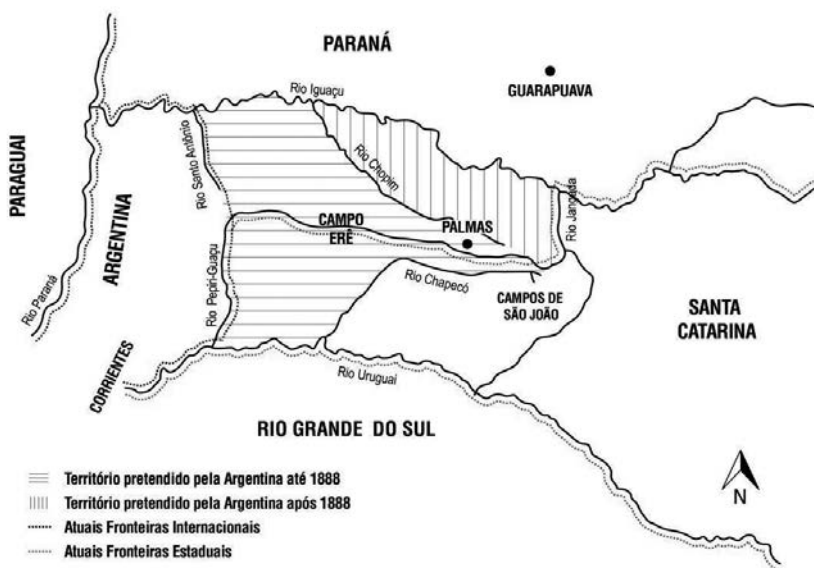 PARANÁ
GUARAPUAVA
Rio Iguaçu
PARAGUAI
Rio Santo Antônio
Rio Chopim
ARGENTINA
CAMPO
ERÊ
PALMAS
Rio Jangada
Rio Paraná
Rio Pepiri-Guaçu
Rio Chapecó
CAMPOS DE
SÃO JOÃO
SANTA
CATARINA
CORRIENTES
Rio Uruguai
RIO GRANDE DO SUL
Território pretendido pela Argentina até 1888
Território pretendido pela Argentina após 1888
Atuais Fronteiras Internacionais
Atuais Fronteiras Estaduais
N